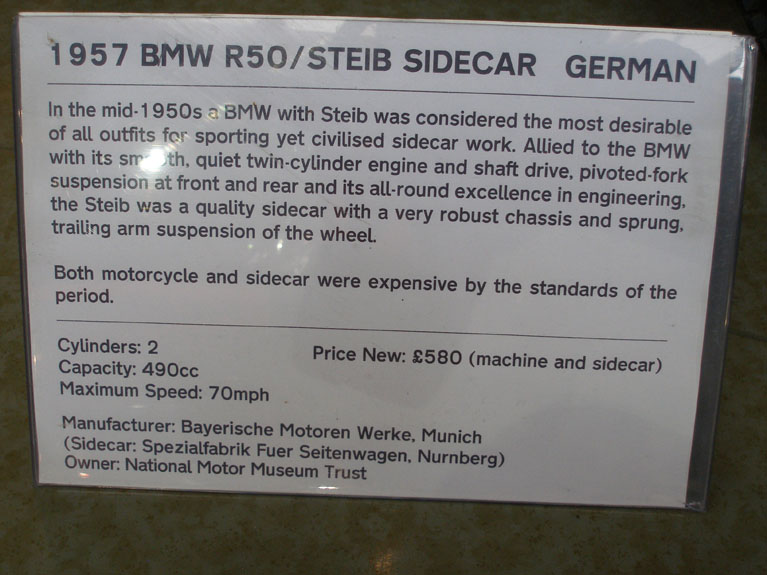 1957 BMW R50/STEIB SIDECAR GERMAN
In the mid-1950s a BMW with Steib was considered the most desirable
of all outfits for sporting yet civilised sidecar work. Allied to the BMW
with its smooth, quiet twin-cylinder engine and shaft drive, pivoted-fork
suspension at front and rear and its all-round excellence in engineering,
the Steib was a quality sidecar with a very robust chassis and sprung,
trailing arm suspension of the wheel.
Both motorcycle and sidecar were expensive by the standards of the
period.
Cylinders: 2
Capacity: 490cc
Maximum Speed: 70mph
Price New: £580 (machine and sidecar)
Manufacturer: Bayerische Motoren Werke, Munich
(Sidecar: Spezialfabrik Fuer Seitenwagen, Nurnberg)
Owner: National Motor Museum Trust